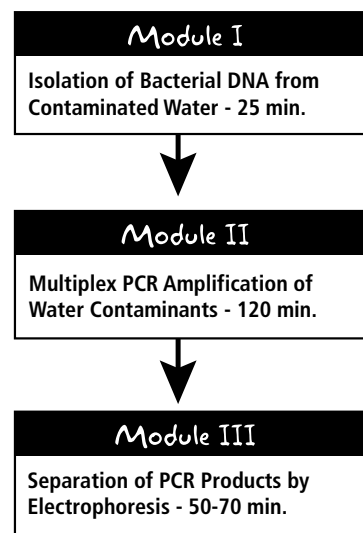 Module I
Isolation of Bacterial DNA from
Contaminated Water - 25 min.
Module II
Multiplex PCR Amplification of
Water Contaminants - 120 min.
Module III
Separation of PCR Products by
Electrophoresis - 50-70 min.